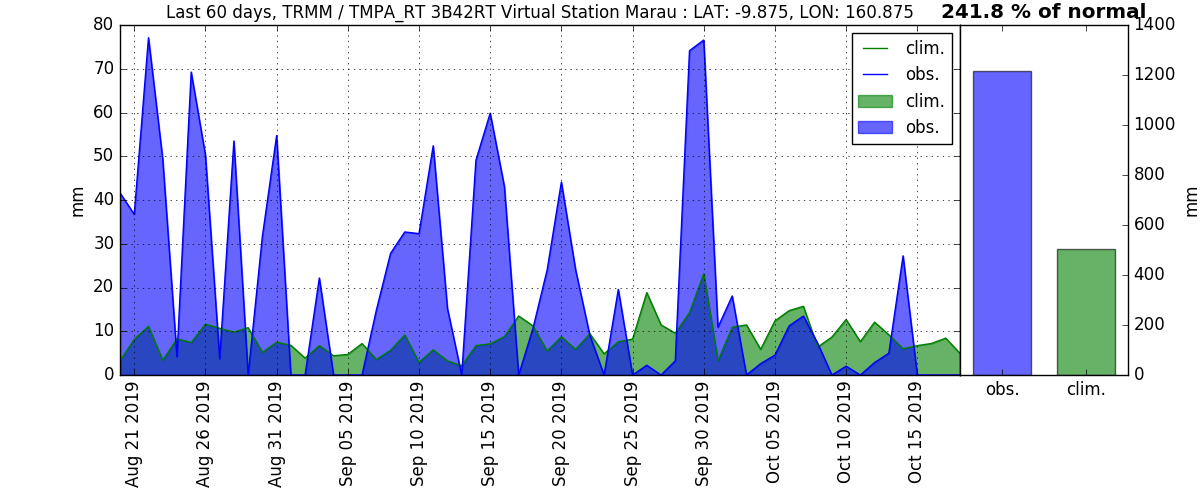 Last 60 days, TRMM / TMPA_RT 3B42RT Virtual Station Marau : LAT: -9.875, LON: 160.875
241.8 % of normal
80
70
60
50
40
30
20
10
0
mm
clim.
obs.
clim.
obs.
1400
1200
1000
800
600
400
200
0
mm
Aug 21 2019
Aug 26 2019
Aug 31 2019
Sep 05 2019
Sep 10 2019
Sep 15 2019
Sep 20 2019
Sep 25 2019
Sep 30 2019
Oct 05 2019
Oct 10 2019
Oct 15 2019
obs.
clim.